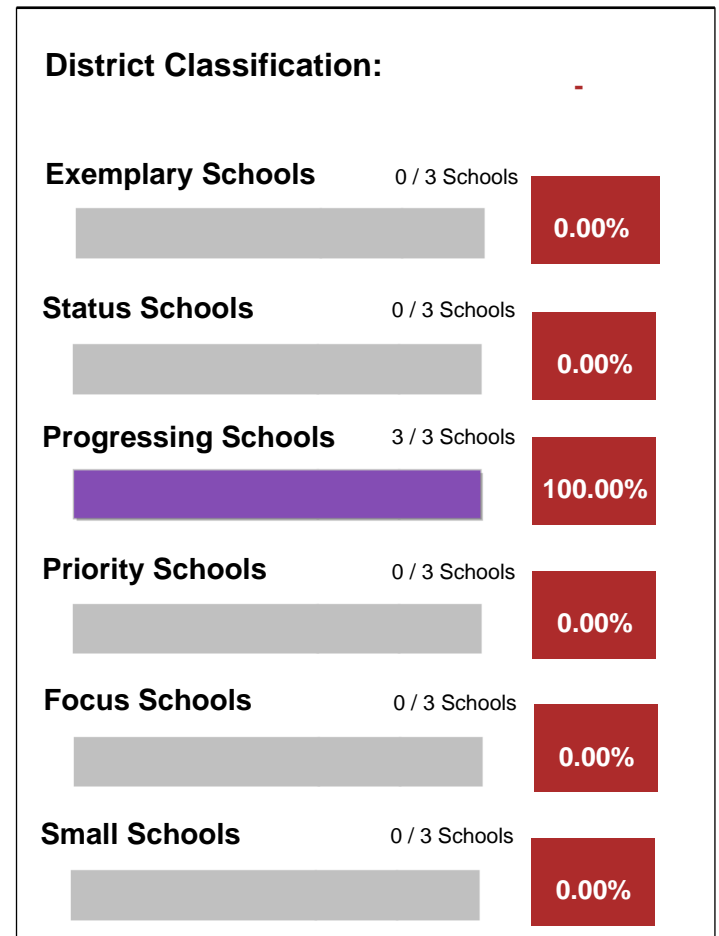 District Classification: -
Exemplary Schools 0 / 3 Schools
0.00%
Status Schools 0 / 3 Schools
0.00%
Progressing Schools 3 / 3 Schools
100.00%
Priority Schools 0 / 3 Schools
0.00%
Focus Schools 0 / 3 Schools
0.00%
Small Schools 0 / 3 Schools
0.00%